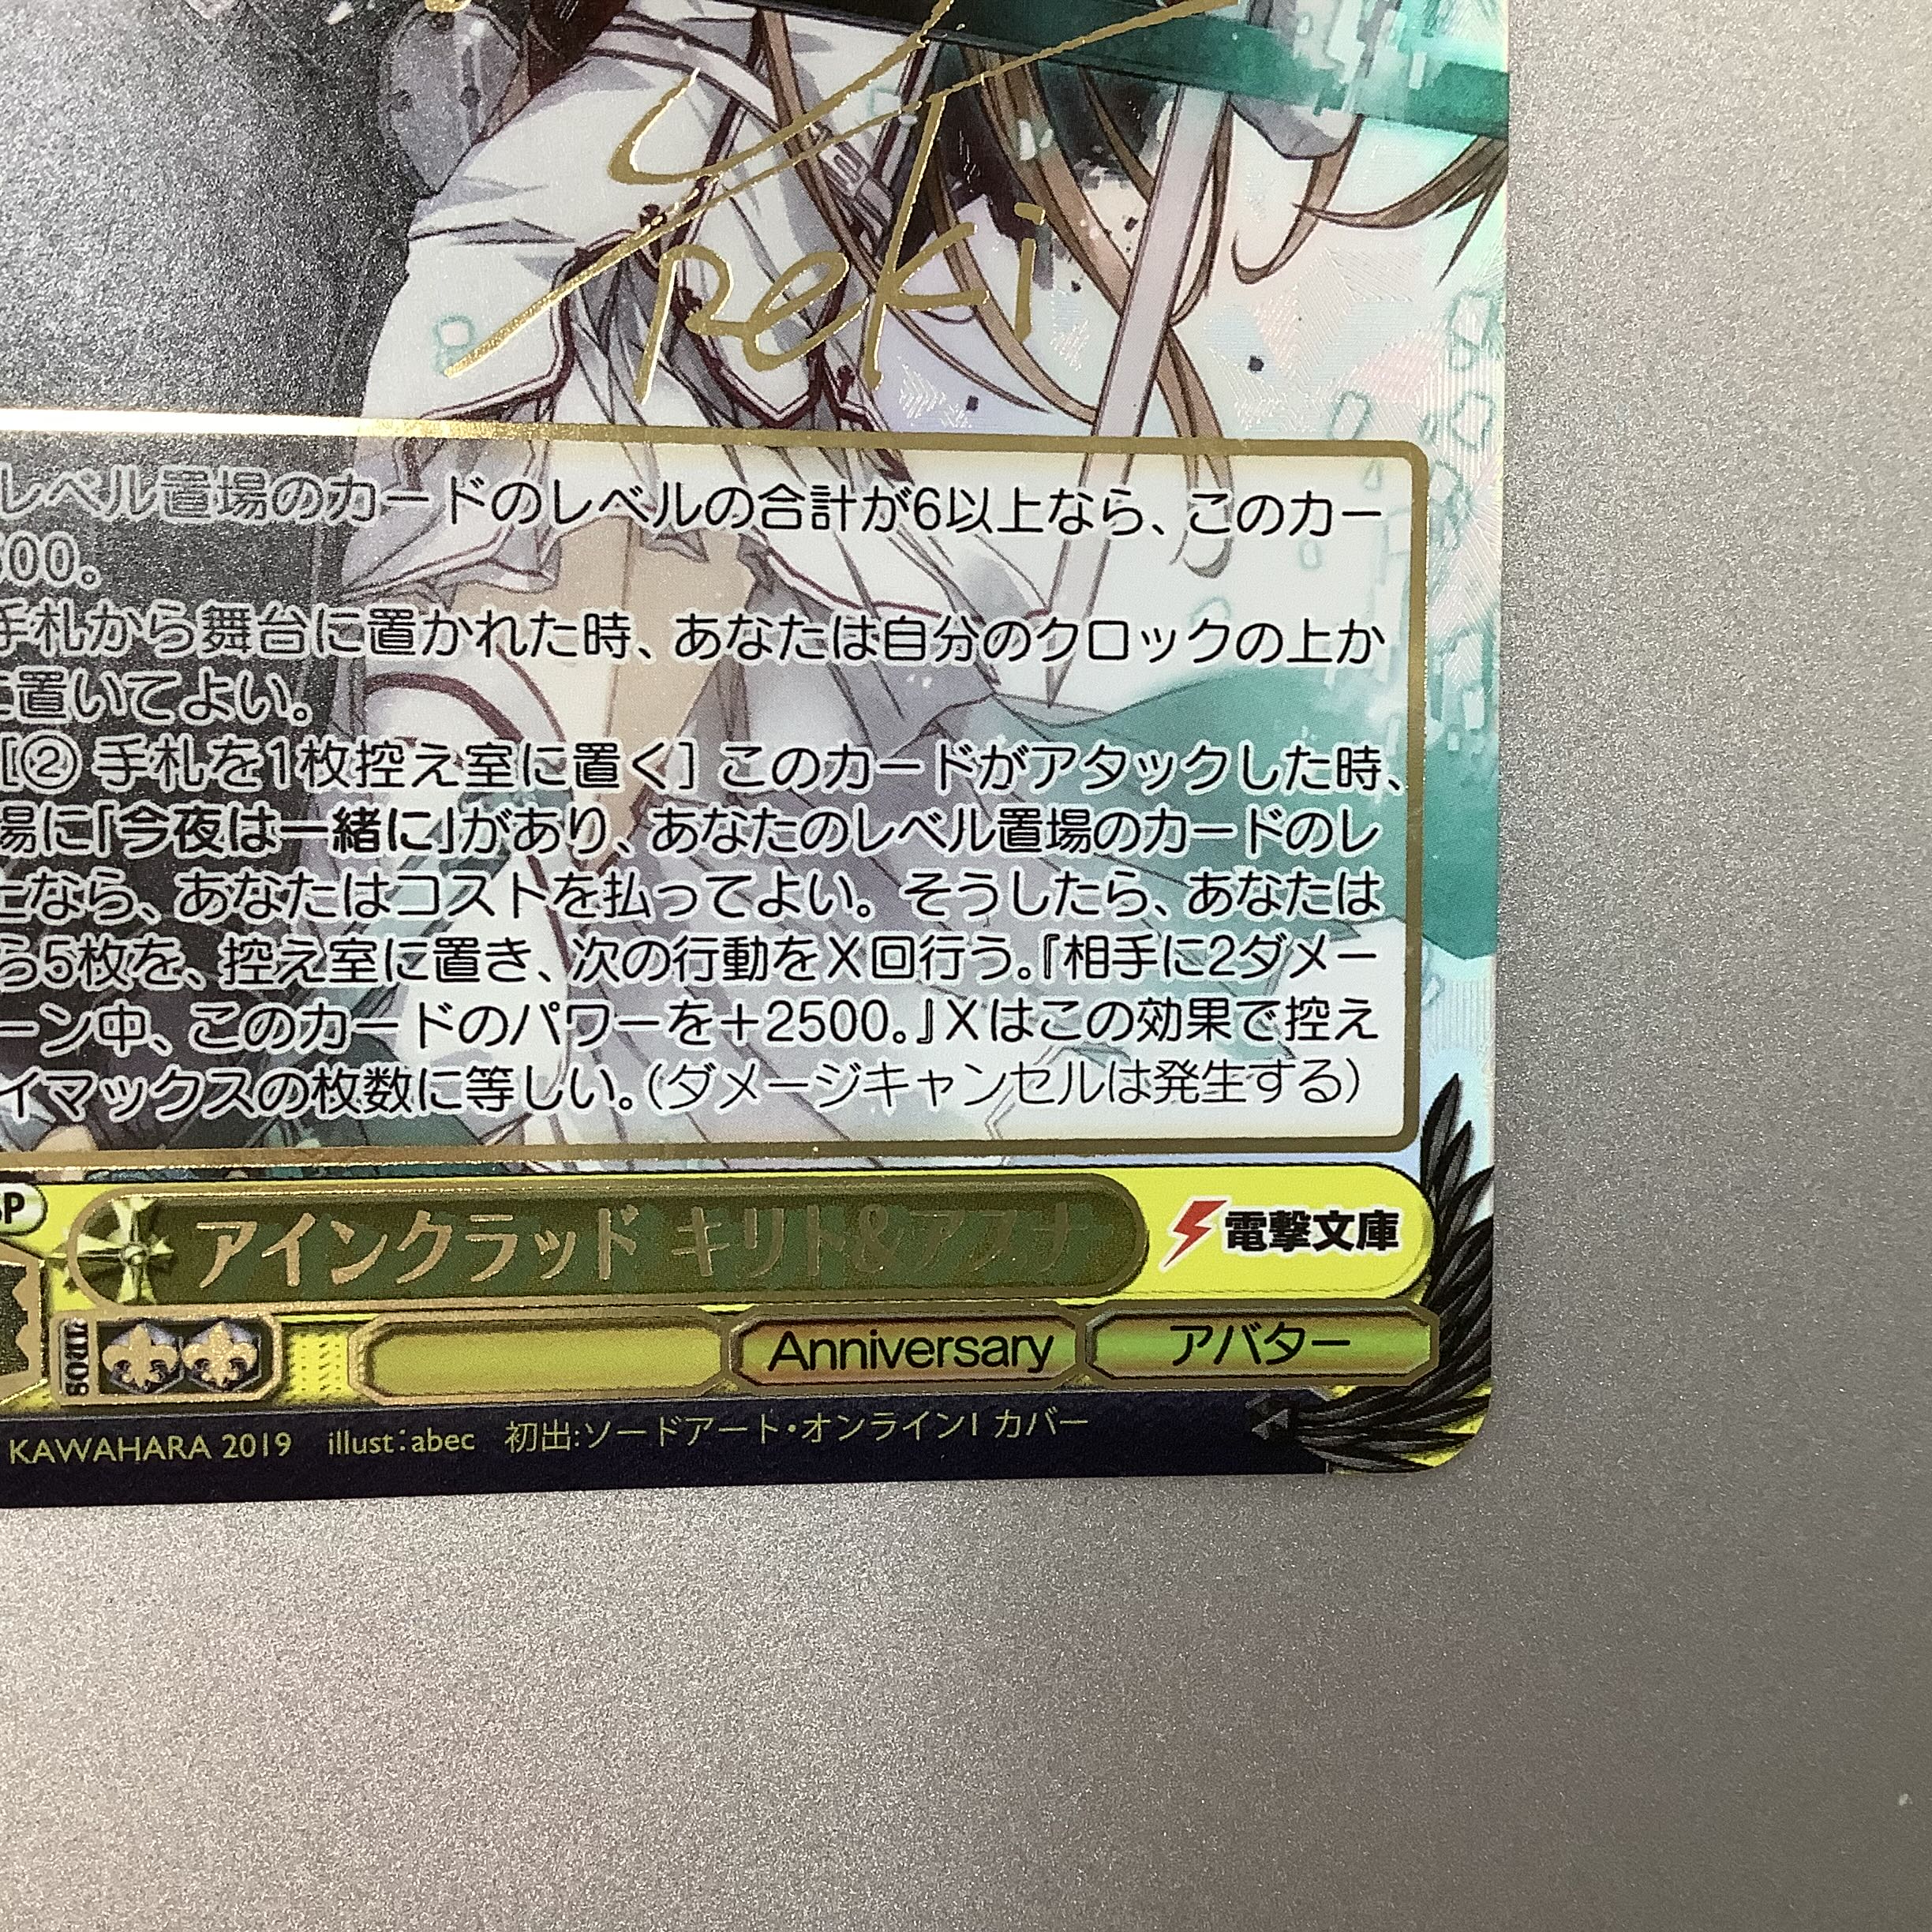 reki
レベル置場のカードのレベルの合計が6以上なら、このカー
500。
手札から舞台に置かれた時、あなたは自分のクロックの上か
に置いてよい。
[② 手札を1枚控え室に置く] このカードがアタックした時、
場に「今夜は一緒に」があり、あなたのレベル置場のカードのレ
上なら、あなたはコストを払ってよい。そうしたら、あなたは
ら5枚を、控え室に置き、次の行動をX回行う。『相手に2ダメー
ーン中、このカードのパワーを+2500。』Xはこの効果で控え
イマックスの枚数に等しい。(ダメージキャンセルは発生する)
SP
アインクラッド キリト&アスナ
電撃文庫
SOUL
Anniversary
アバター
KAWAHARA 2019 illust:abec 初出:ソードアート・オンライン1 カバー